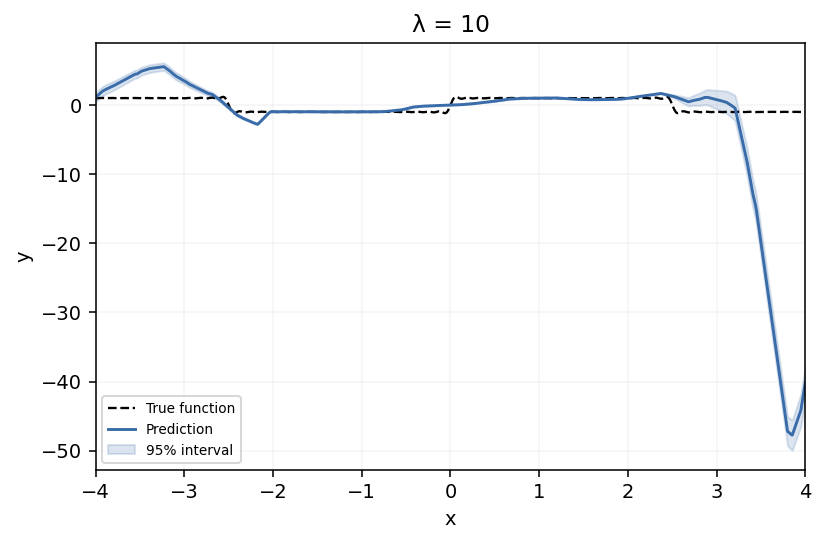 λ = 10
y
0
−10
−20
−30
−40
−50
True function
Prediction
95% interval
−4 −3 −2 −1 0 1 2 3 4
x